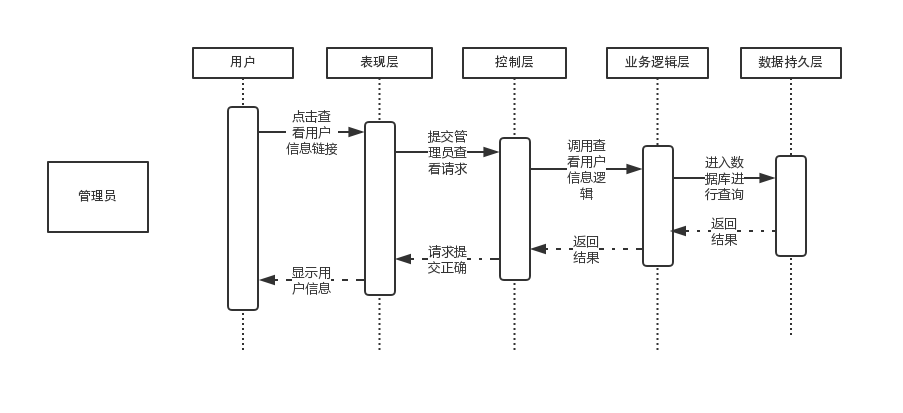 用户
表现层
控制层
业务逻辑层
数据持久层
管理员
点击查
看用户
信息链接
提交管
理员查
看请求
调用查
看用户
信息逻
辑
进入数
据库进
行查询
返回
结果
返回
结果
请求提
交正确
显示用
户信息